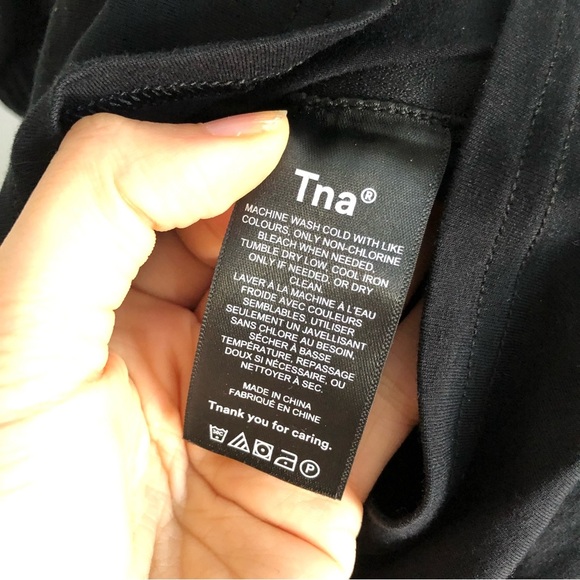 Tna®
MACHINE WASH COLD WITH LIKE
COLOURS, ONLY NON-CHLORINE
BLEACH WHEN NEEDED,
TUMBLE DRY LOW, COOL IRON
ONLY IF NEEDED, OR DRY
CLEAN.
LAVER À LA MACHINE À L'EAU
FROIDE AVEC COULEURS
SEMBLABLES, UTILISER
SEULEMENT UN JAVELLISANT
SANS CHLORE AU BESOIN,
SÉCHER À BASSE
TEMPÉRATURE, REPASSAGE
DOUX SI NÉCESSAIRE, OU
NETTOYER À SEC.
MADE IN CHINA
FABRIQUÉ EN CHINE
Tnank you for caring.
P